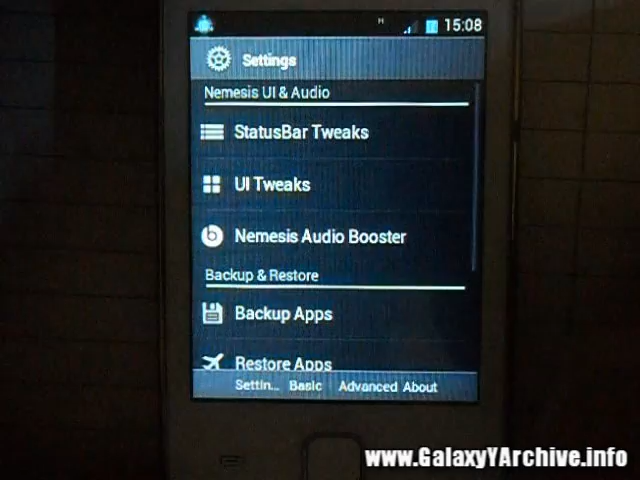 H 15:08
Settings
Nemesis UI & Audio
StatusBar Tweaks
UI Tweaks
Nemesis Audio Booster
Backup & Restore
Backup Apps
Restore Apps
Settin... Basic Advanced About
www.GalaxyYArchive.info